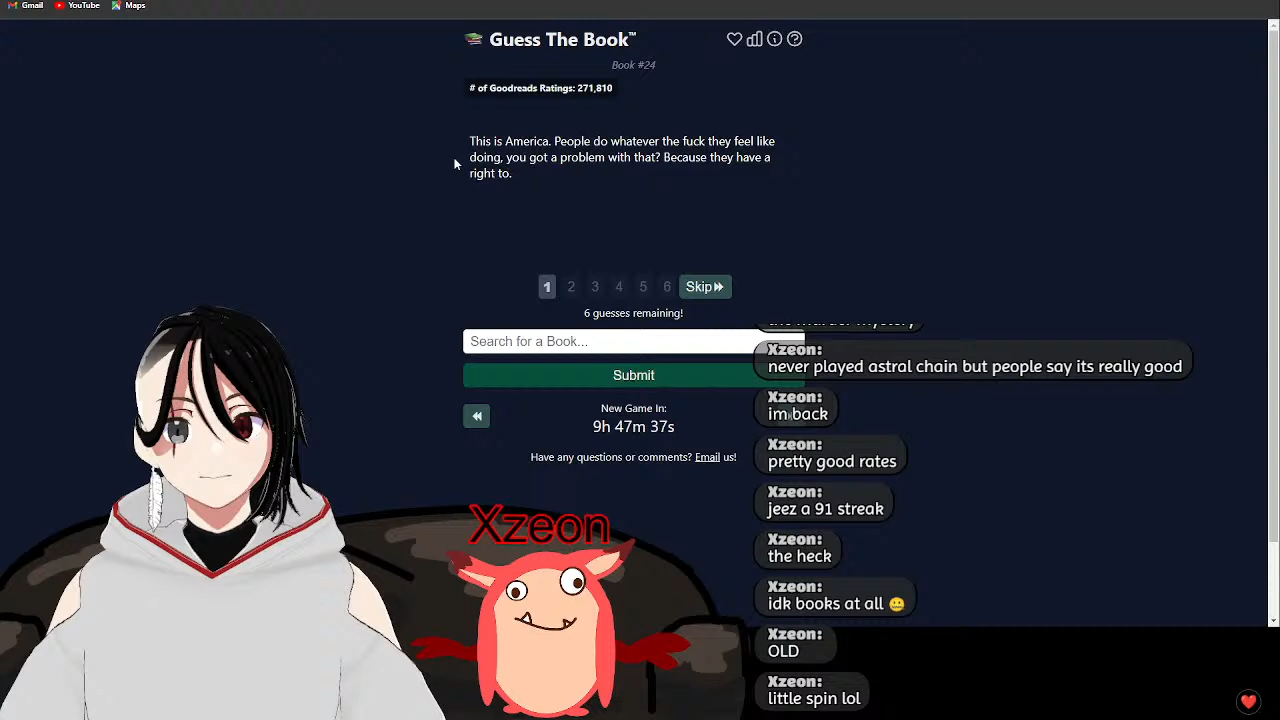 Gmail YouTube Maps
Guess The Book™
Book #24
# of Goodreads Ratings: 271,810
This is America. People do whatever the fuck they feel like
doing, you got a problem with that? Because they have a
right to.
1 2 3 4 5 6 Skip
6 guesses remaining!
Search for a Book...
Submit
New Game In:
9h 47m 37s
Have any questions or comments? Email us!
Xzeon
Xzeon:
never played astral chain but people say its really good
Xzeon:
im back
Xzeon:
pretty good rates
Xzeon:
jeez a 91 streak
Xzeon:
the heck
Xzeon:
idk books at all
Xzeon:
OLD
Xzeon:
little spin lol